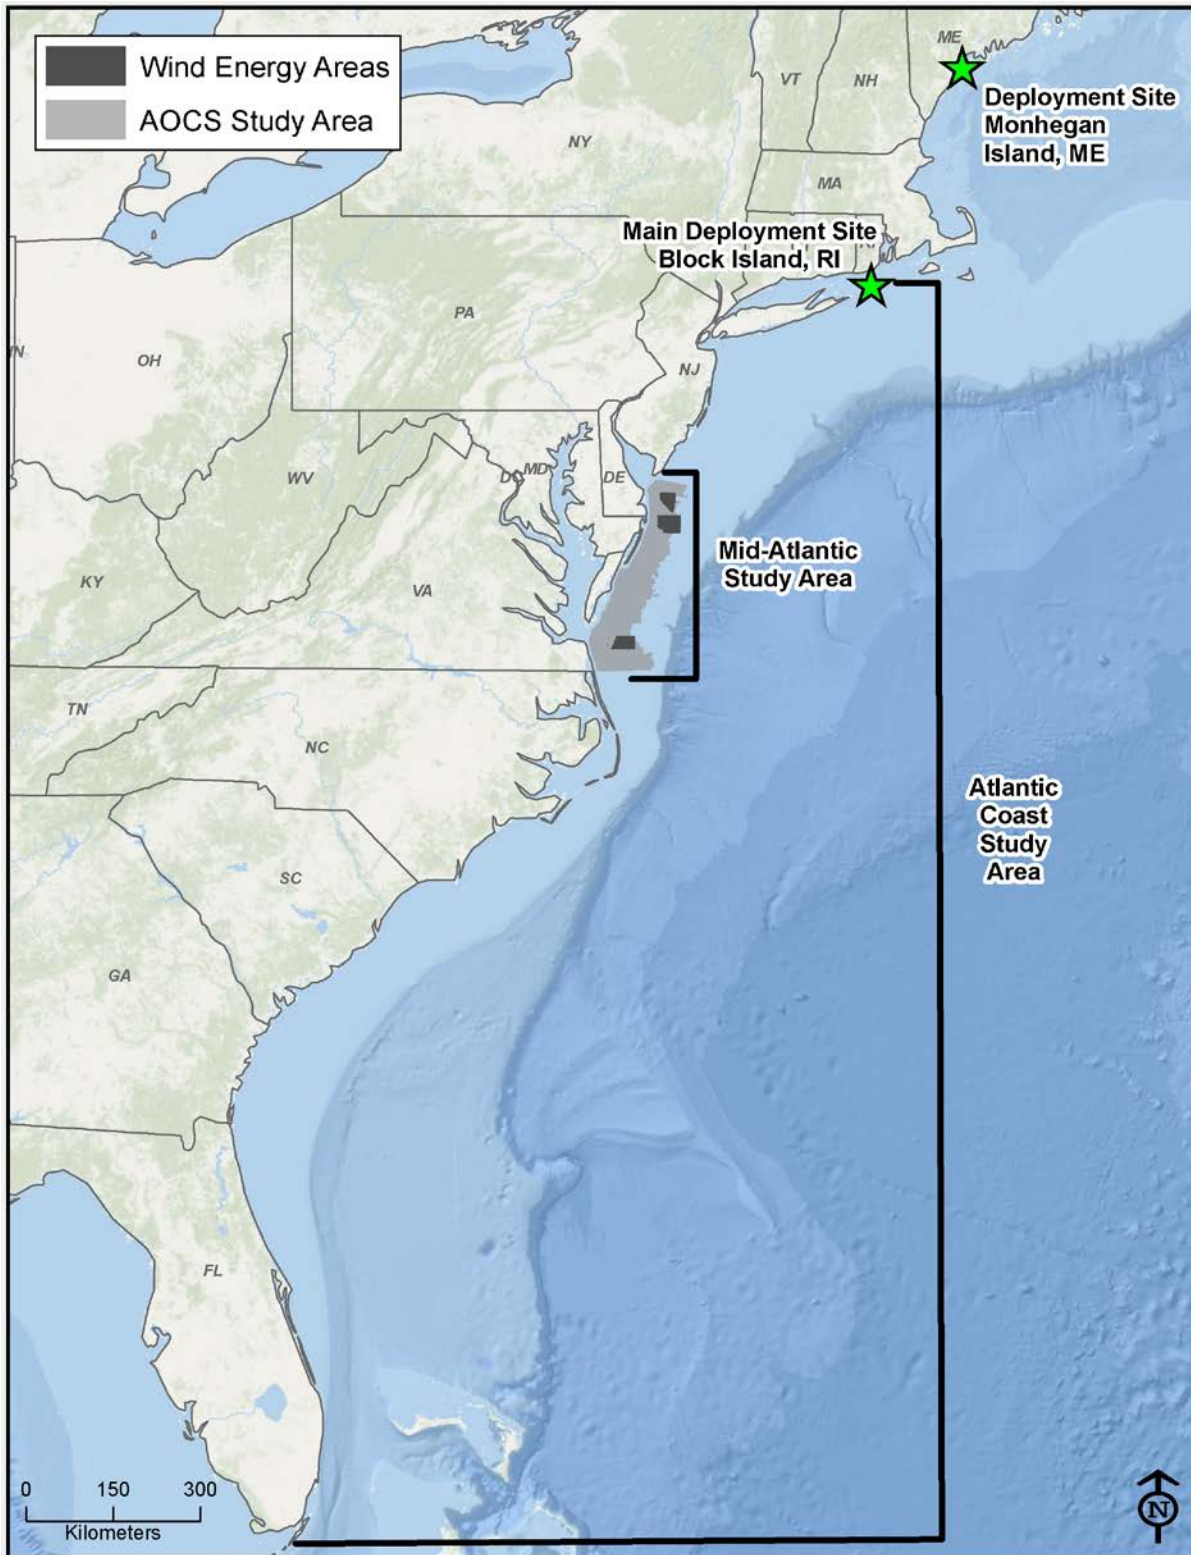 Wind Energy Areas
AOCS Study Area
ME
VT
NH
Deployment Site
Monhegan
Island, ME
NY
MA
Main Deployment Site
Block Island, RI
PA
OH
NJ
WV
MD
DE
KY
VA
Mid-Atlantic
Study Area
TN
NC
Atlantic
Coast
Study
Area
SC
GA
FL
0 150 300
Kilometers
N